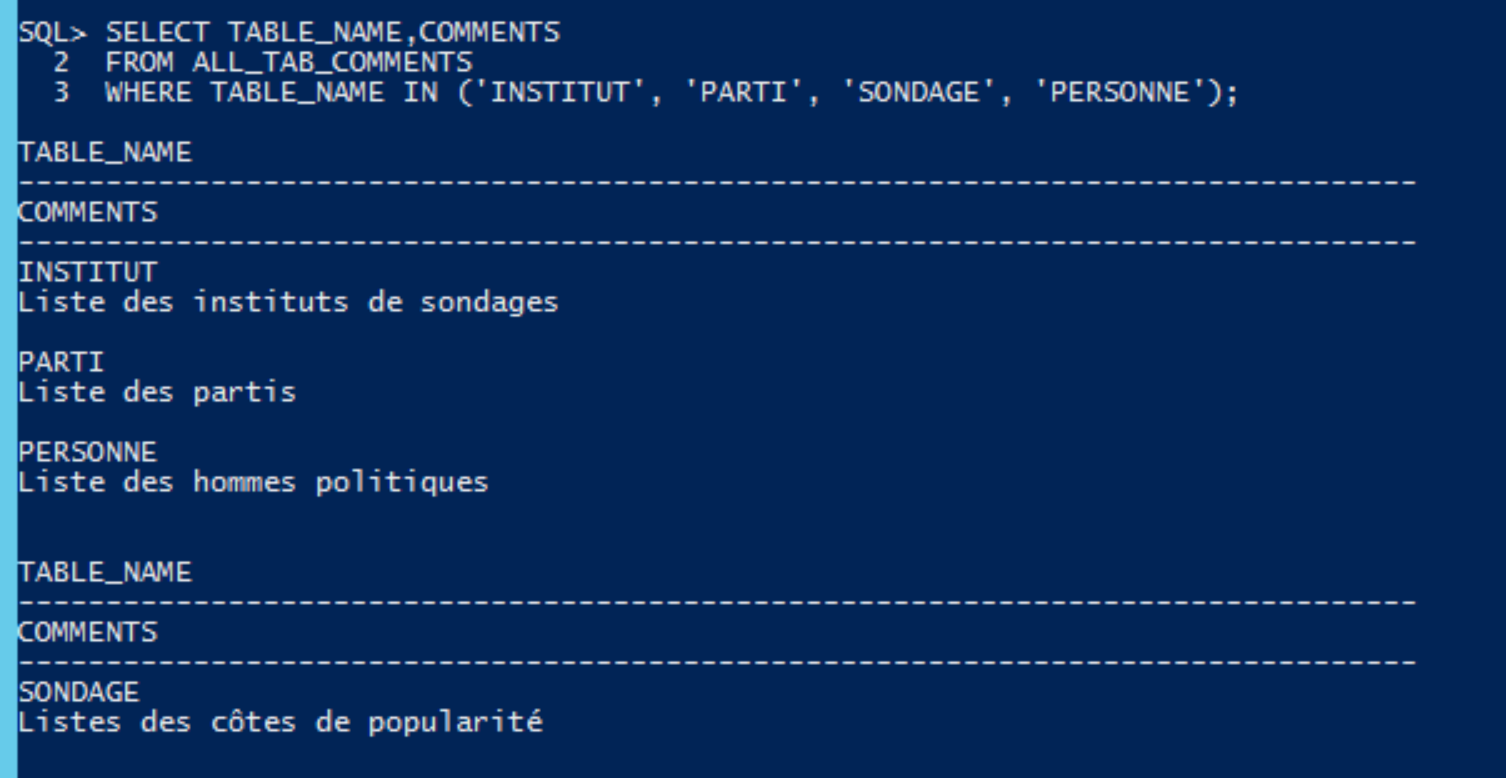 SQL> SELECT TABLE_NAME,COMMENTS
  2  FROM ALL_TAB_COMMENTS
  3  WHERE TABLE_NAME IN ('INSTITUT', 'PARTI', 'SONDAGE', 'PERSONNE');
TABLE_NAME
--------------------------------------------------------------------------------
COMMENTS
--------------------------------------------------------------------------------
INSTITUT
Liste des instituts de sondages
PARTI
Liste des partis
PERSONNE
Liste des hommes politiques
TABLE_NAME
--------------------------------------------------------------------------------
COMMENTS
--------------------------------------------------------------------------------
SONDAGE
Listes des côtes de popularité